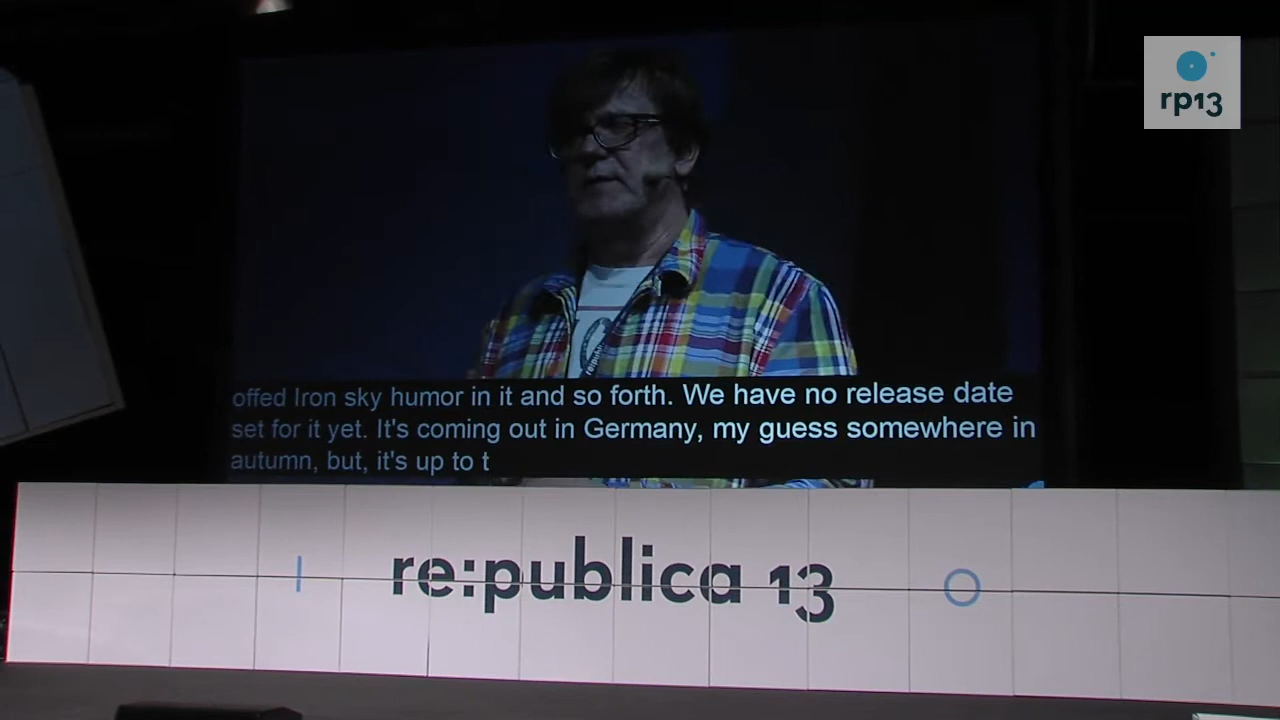 rp13
offed Iron sky humor in it and so forth. We have no release date
set for it yet. It's coming out in Germany, my guess somewhere in
autumn, but, it's up to t
re:publica 13